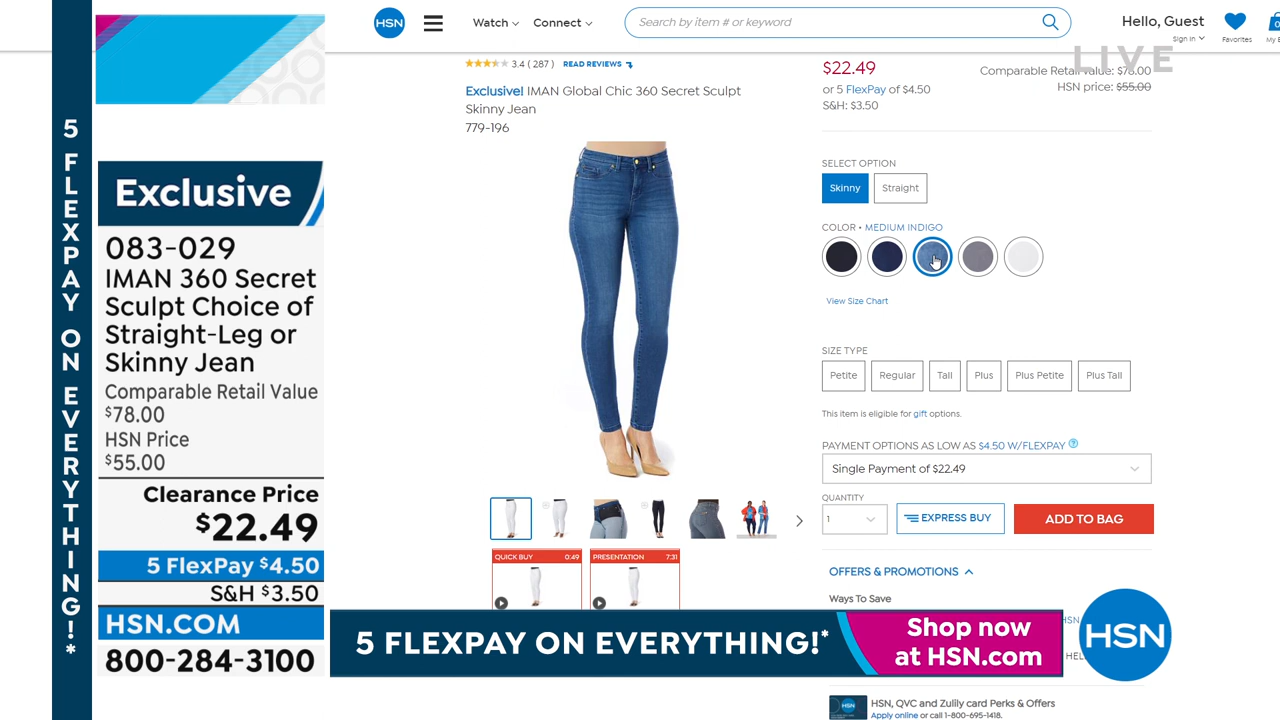 5 FLEXPAY ON EVERYTHING!*
Exclusive
083-029
IMAN 360 Secret
Sculpt Choice of
Straight-Leg or
Skinny Jean
Comparable Retail Value
$78.00
HSN Price
$55.00
Clearance Price
$22.49
5 FlexPay $4.50
S&H $3.50
HSN.COM
800-284-3100
HSN
Watch
Connect
Search by item # or keyword
Hello, Guest
Sign In
Favorites
My B
0
LIVE
3.4 ( 287 )
READ REVIEWS
Exclusive! IMAN Global Chic 360 Secret Sculpt
Skinny Jean
779-196
$22.49
Comparable Retail Value: $78.00
or 5 FlexPay of $4.50
HSN price: $55.00
S&H: $3.50
SELECT OPTION
Skinny
Straight
COLOR • MEDIUM INDIGO
View Size Chart
SIZE TYPE
Petite
Regular
Tall
Plus
Plus Petite
Plus Tall
This item is eligible for gift options.
PAYMENT OPTIONS AS LOW AS $4.50 W/FLEXPAY ?
Single Payment of $22.49
QUANTITY
1
EXPRESS BUY
ADD TO BAG
QUICK BUY 0:49
PRESENTATION 7:31
OFFERS & PROMOTIONS
Ways To Save
HSN
HEL
5 FLEXPAY ON EVERYTHING!*
Shop now
at HSN.com
HSN
HSN
HSN, QVC and Zulily card Perks & Offers
Apply online or call 1-800-695-1418.